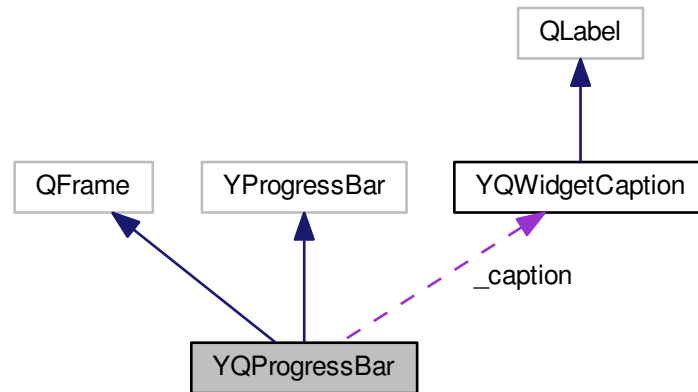 QLabel
QFrame
YProgressBar
YQWidgetCaption
_caption
YQProgressBar